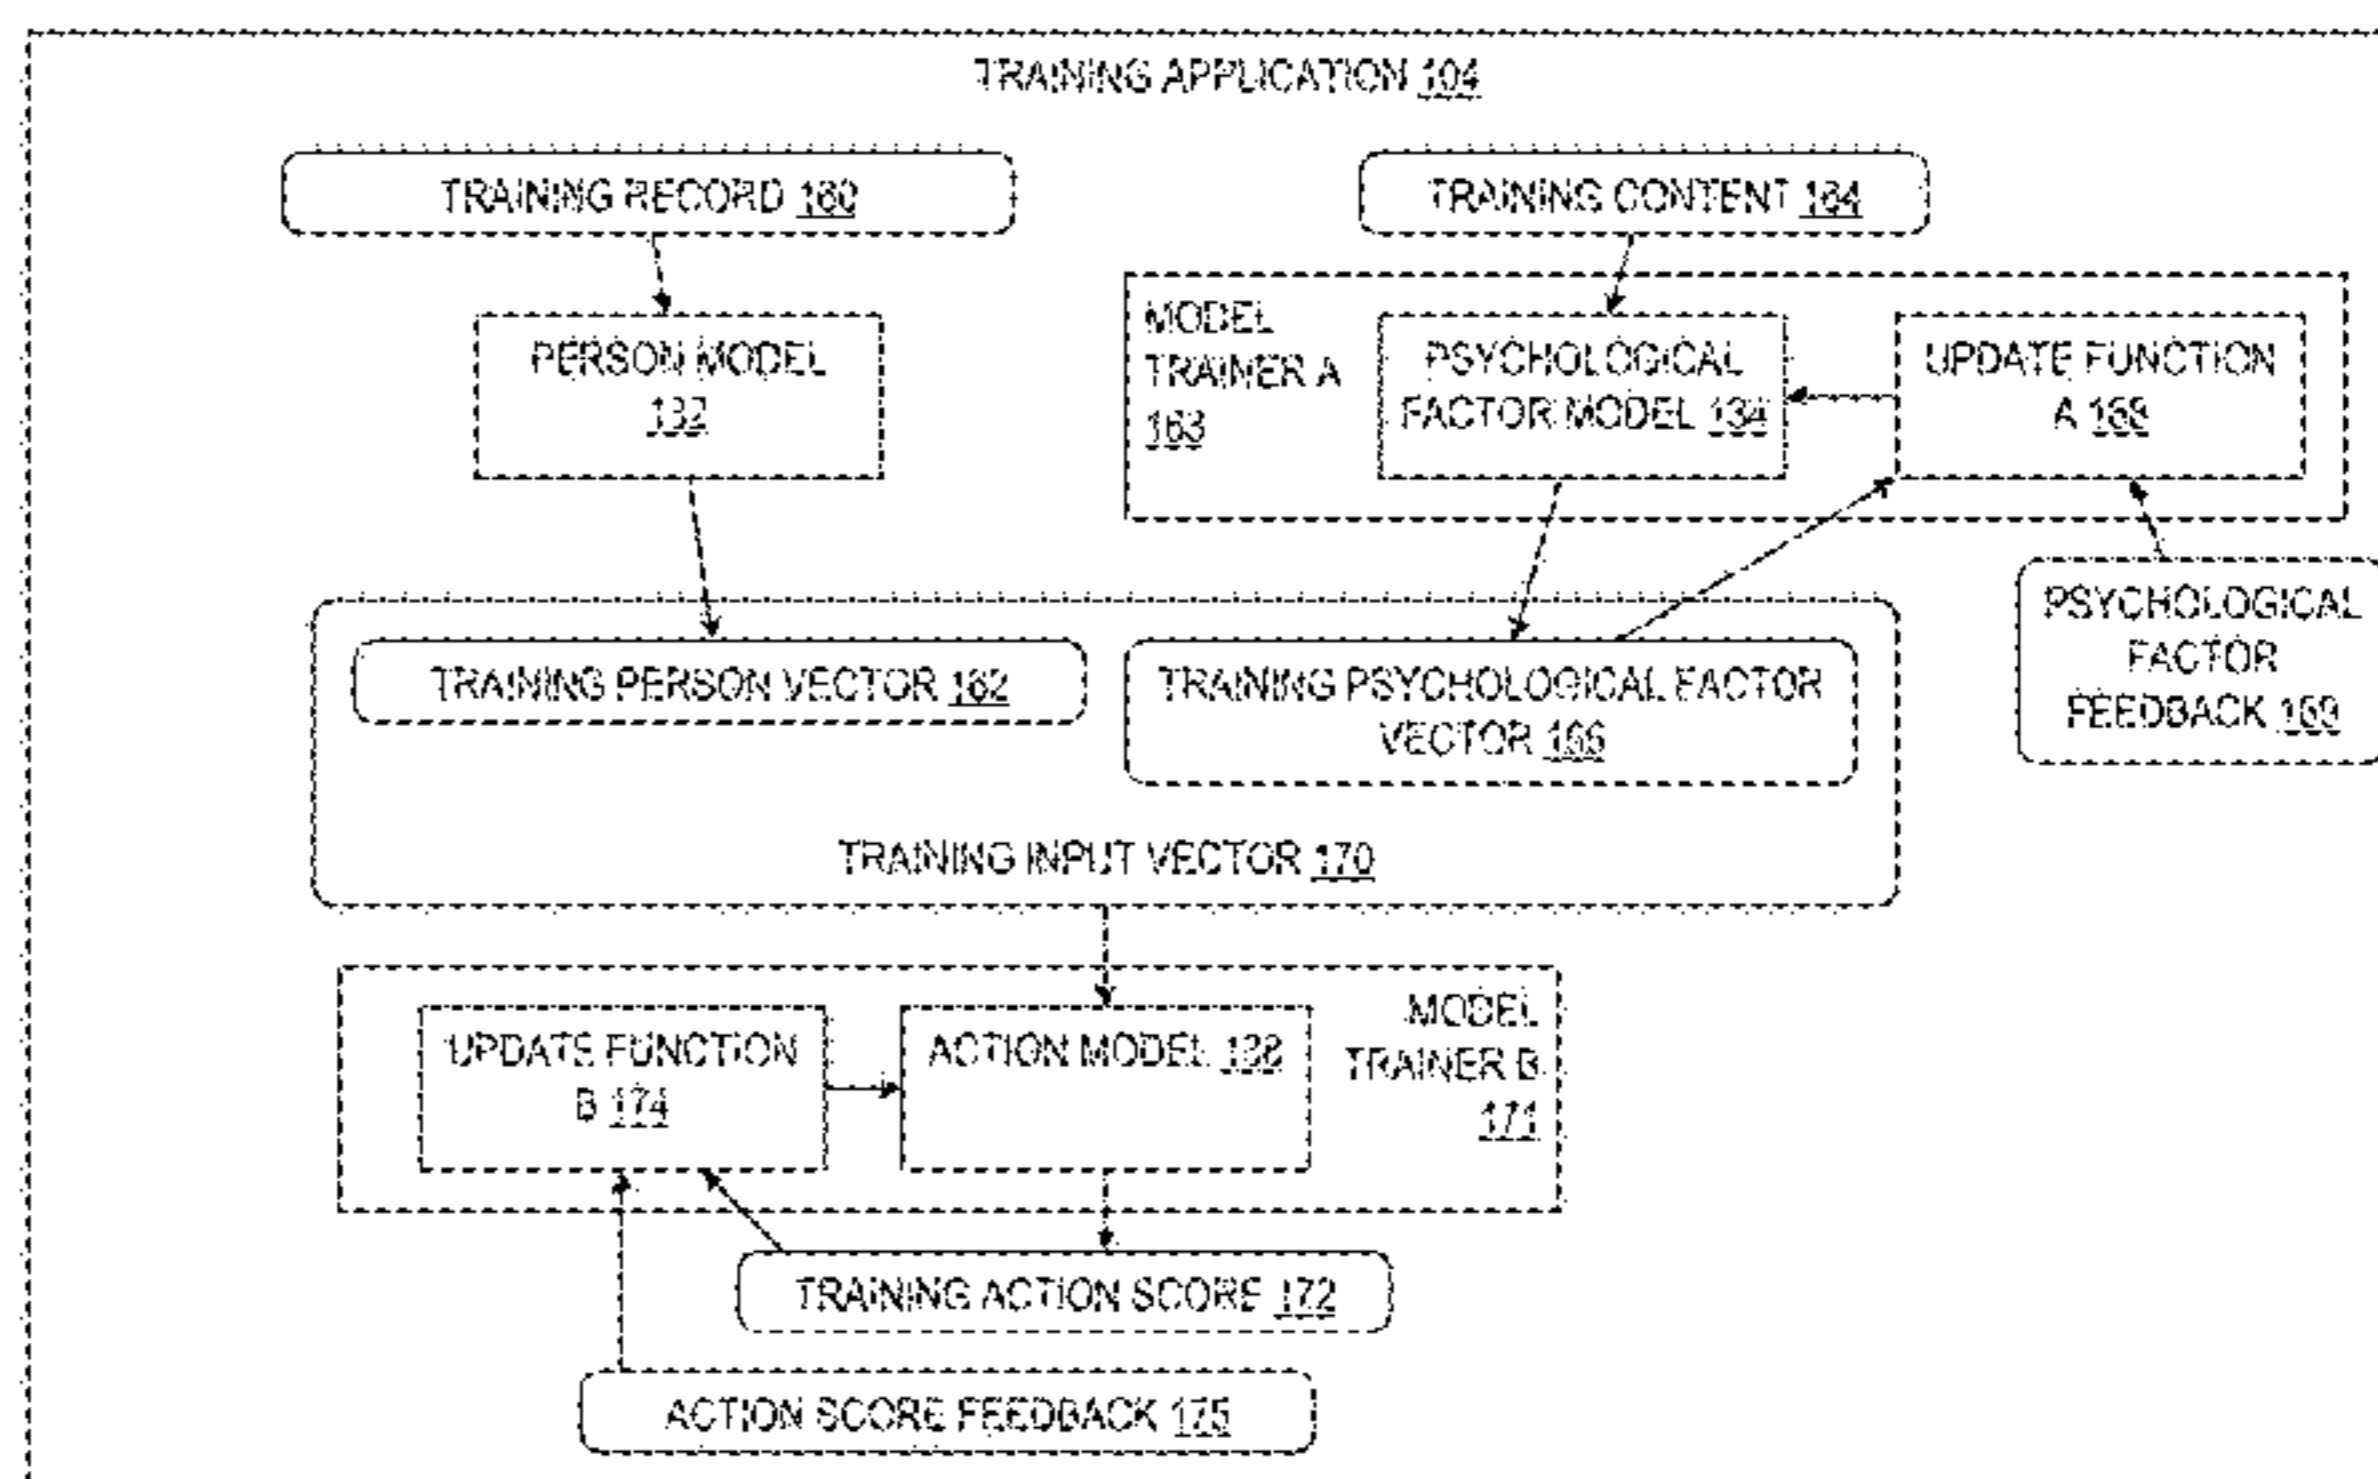 TRAINING APPLICATION 104
TRAINING RECORD 160
TRAINING CONTENT 164
MODEL
TRAINER A
163
PERSON MODEL
132
PSYCHOLOGICAL
FACTOR MODEL 134
UPDATE FUNCTION
A 168
TRAINING PERSON VECTOR 162
TRAINING PSYCHOLOGICAL FACTOR
VECTOR 166
PSYCHOLOGICAL
FACTOR
FEEDBACK 169
TRAINING INPUT VECTOR 170
UPDATE FUNCTION
B 174
ACTION MODEL 138
MODEL
TRAINER B
171
TRAINING ACTION SCORE 172
ACTION SCORE FEEDBACK 175